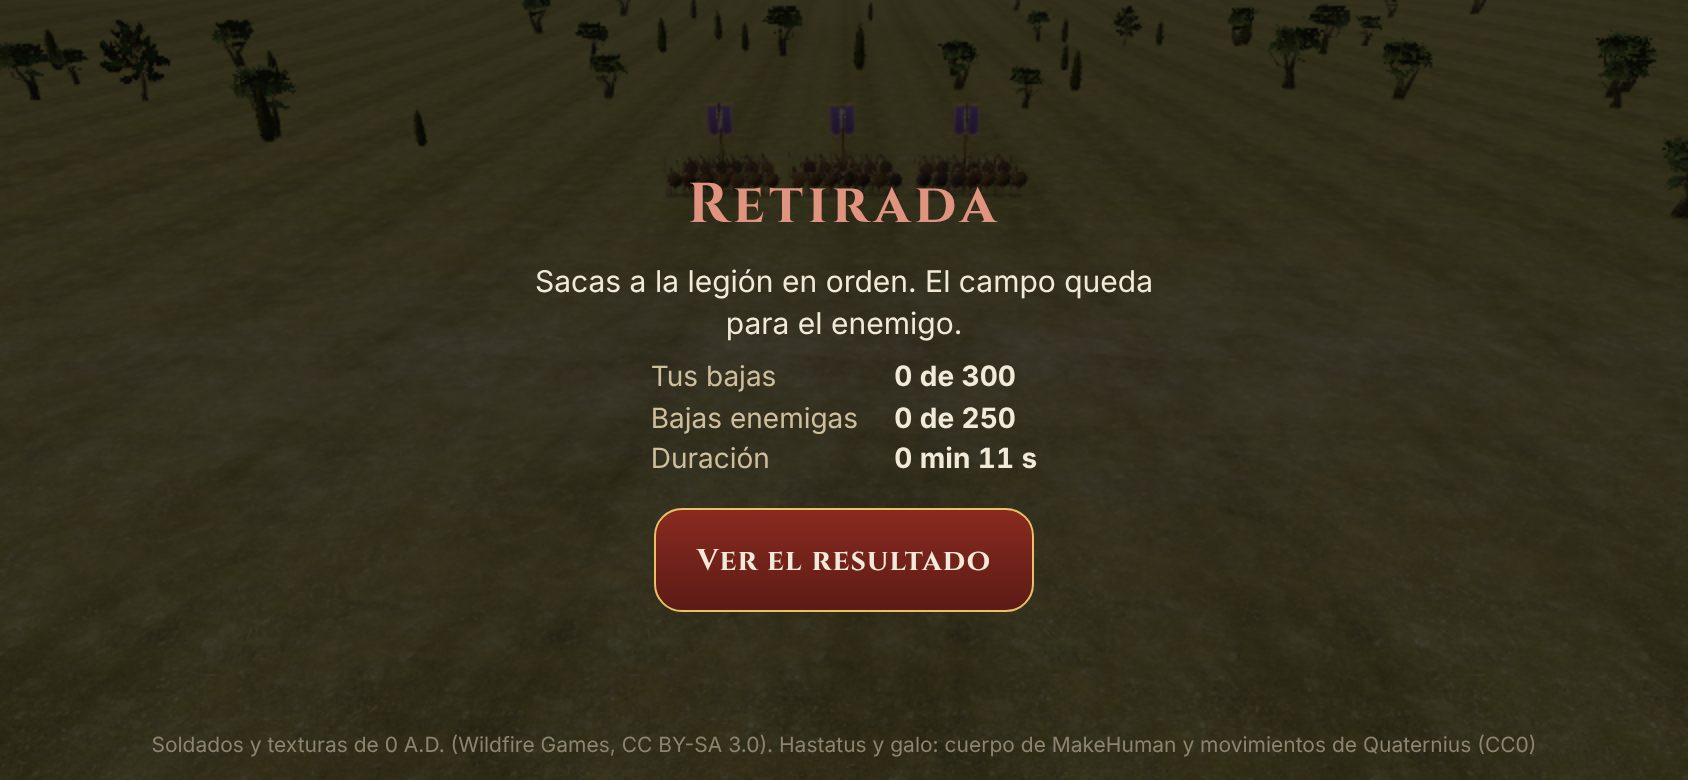 Retirada
Sacas a la legión en orden. El campo queda
para el enemigo.
Tus bajas 0 de 300
Bajas enemigas 0 de 250
Duración 0 min 11 s
Ver el resultado
Soldados y texturas de 0 A.D. (Wildfire Games, CC BY-SA 3.0). Hastatus y galo: cuerpo de MakeHuman y movimientos de Quaternius (CC0)